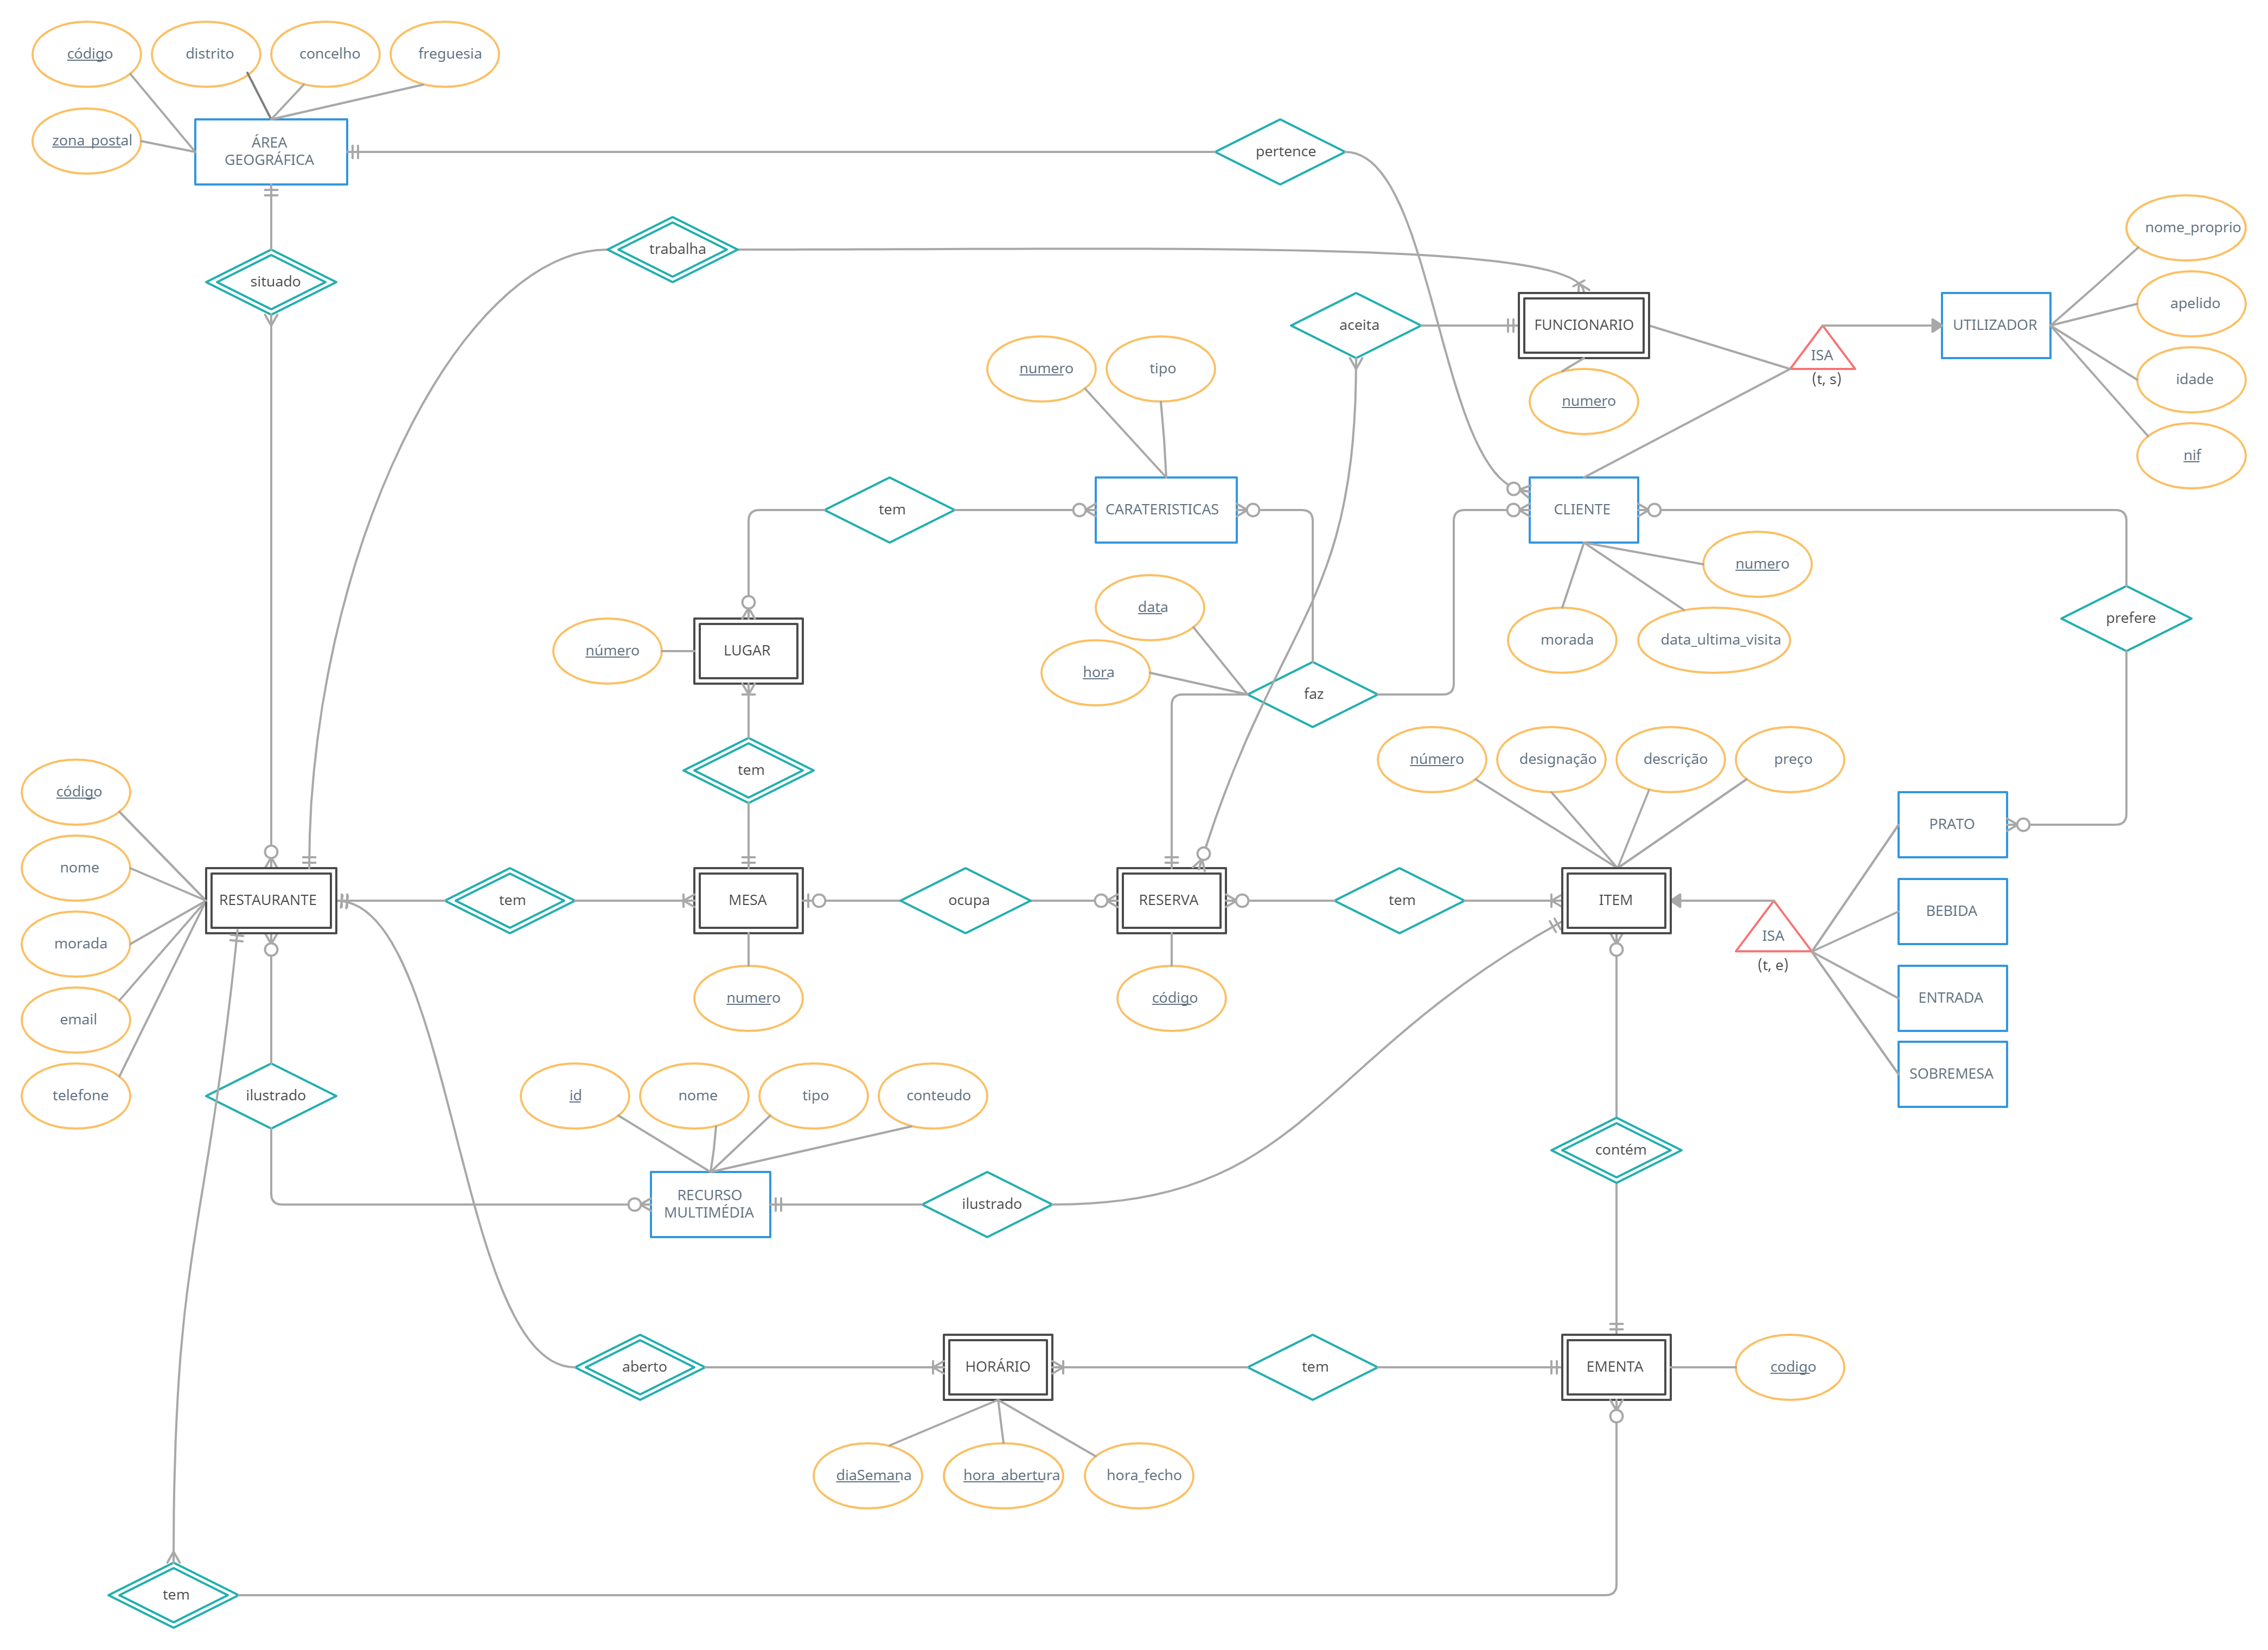 código
distrito
concelho
freguesia
zona_postal
ÁREA
GEOGRÁFICA
pertence
nome_proprio
trabalha
situado
apelido
aceita
FUNCIONARIO
UTILIZADOR
ISA
(t, s)
numero
tipo
idade
numero
nif
tem
CARATERISTICAS
CLIENTE
numero
data
prefere
número
LUGAR
morada
data_ultima_visita
hora
faz
tem
número
designação
descrição
preço
código
PRATO
nome
RESTAURANTE
tem
MESA
ocupa
RESERVA
tem
ITEM
BEBIDA
ISA
(t, e)
morada
numero
código
ENTRADA
email
SOBREMESA
telefone
ilustrado
id
nome
tipo
conteudo
contém
RECURSO
MULTIMÉDIA
ilustrado
aberto
HORÁRIO
tem
EMENTA
codigo
diaSemana
hora_abertura
hora_fecho
tem